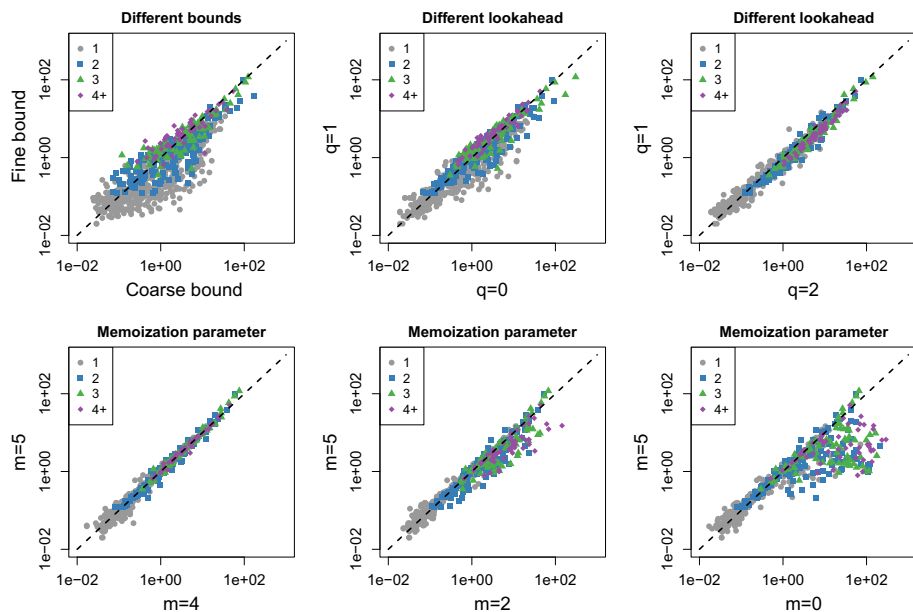 Different bounds
1
2
3
4+
Fine bound
1e−02 1e+00 1e+02
1e−02 1e+00 1e+02
Coarse bound
Different lookahead
1
2
3
4+
q=1
1e−02 1e+00 1e+02
1e−02 1e+00 1e+02
q=0
Different lookahead
1
2
3
4+
q=1
1e−02 1e+00 1e+02
1e−02 1e+00 1e+02
q=2
Memoization parameter
1
2
3
4+
m=5
1e−02 1e+00 1e+02
1e−02 1e+00 1e+02
m=4
Memoization parameter
1
2
3
4+
m=5
1e−02 1e+00 1e+02
1e−02 1e+00 1e+02
m=2
Memoization parameter
1
2
3
4+
m=5
1e−02 1e+00 1e+02
1e−02 1e+00 1e+02
m=0